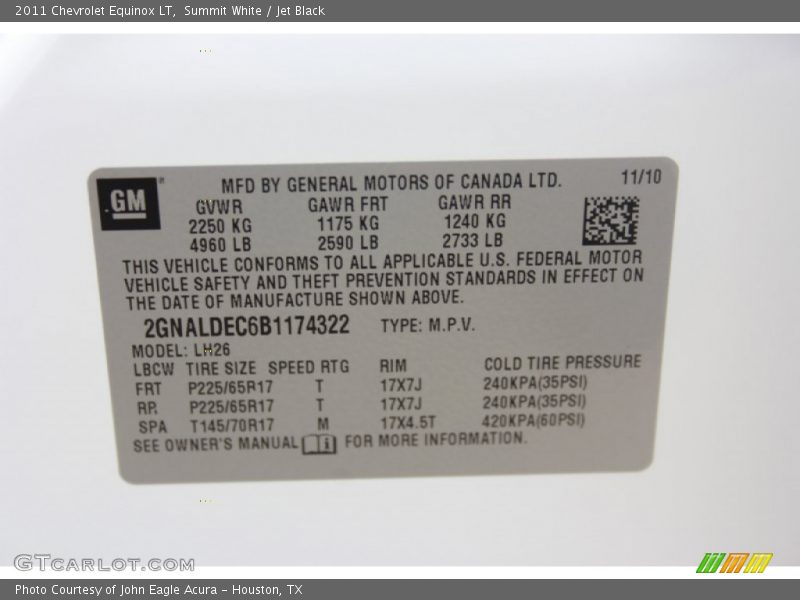 2011 Chevrolet Equinox LT,  Summit White / Jet Black
GM
MFD BY GENERAL MOTORS OF CANADA LTD.
11/10
GVWR GAWR FRT GAWR RR
2250 KG 1175 KG 1240 KG
4960 LB 2590 LB 2733 LB
THIS VEHICLE CONFORMS TO ALL APPLICABLE U.S. FEDERAL MOTOR
VEHICLE SAFETY AND THEFT PREVENTION STANDARDS IN EFFECT ON
THE DATE OF MANUFACTURE SHOWN ABOVE.
2GNALDEC6B1174322 TYPE: M.P.V.
MODEL: LH26
LBCW TIRE SIZE SPEED RTG RIM COLD TIRE PRESSURE
FRT P225/65R17 T 17X7J 240KPA(35PSI)
RR P225/65R17 T 17X7J 240KPA(35PSI)
SPA T145/70R17 M 17X4.5T 420KPA(60PSI)
SEE OWNER'S MANUAL i FOR MORE INFORMATION.
GTCARLOT.COM
Photo Courtesy of John Eagle Acura - Houston, TX